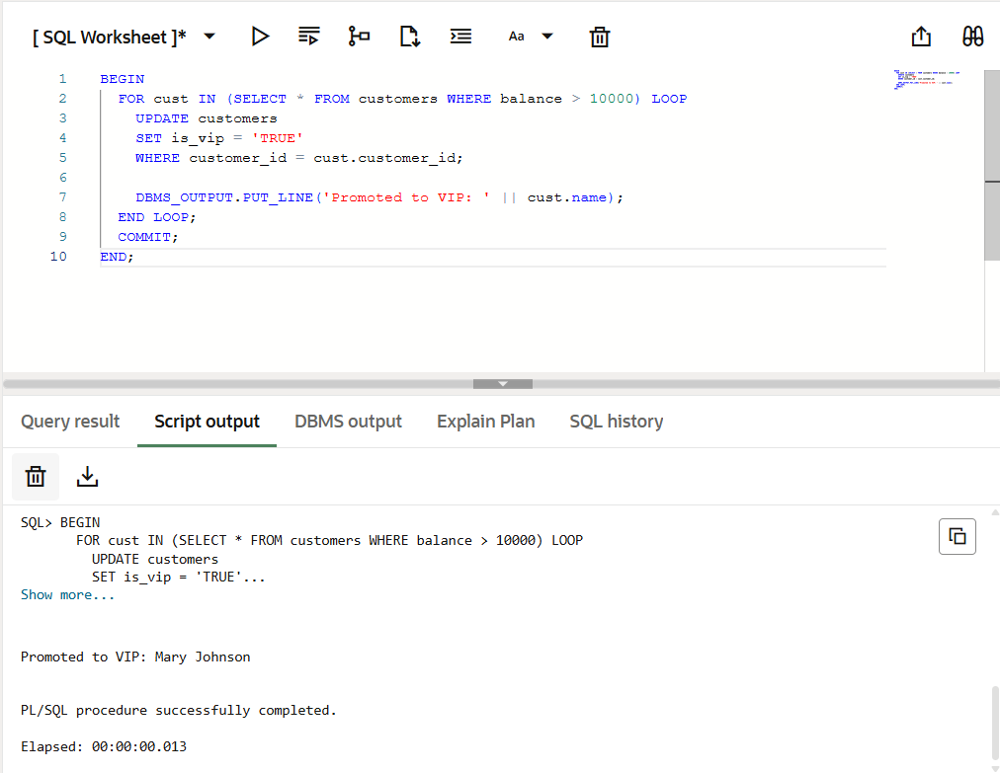 [ SQL Worksheet ]*
Aa
1 BEGIN
2 FOR cust IN (SELECT * FROM customers WHERE balance > 10000) LOOP
3 UPDATE customers
4 SET is_vip = 'TRUE'
5 WHERE customer_id = cust.customer_id;
6
7 DBMS_OUTPUT.PUT_LINE('Promoted to VIP: ' || cust.name);
8 END LOOP;
9 COMMIT;
10 END;
Query result Script output DBMS output Explain Plan SQL history
SQL> BEGIN
FOR cust IN (SELECT * FROM customers WHERE balance > 10000) LOOP
UPDATE customers
SET is_vip = 'TRUE'...
Show more...
Promoted to VIP: Mary Johnson
PL/SQL procedure successfully completed.
Elapsed: 00:00:00.013